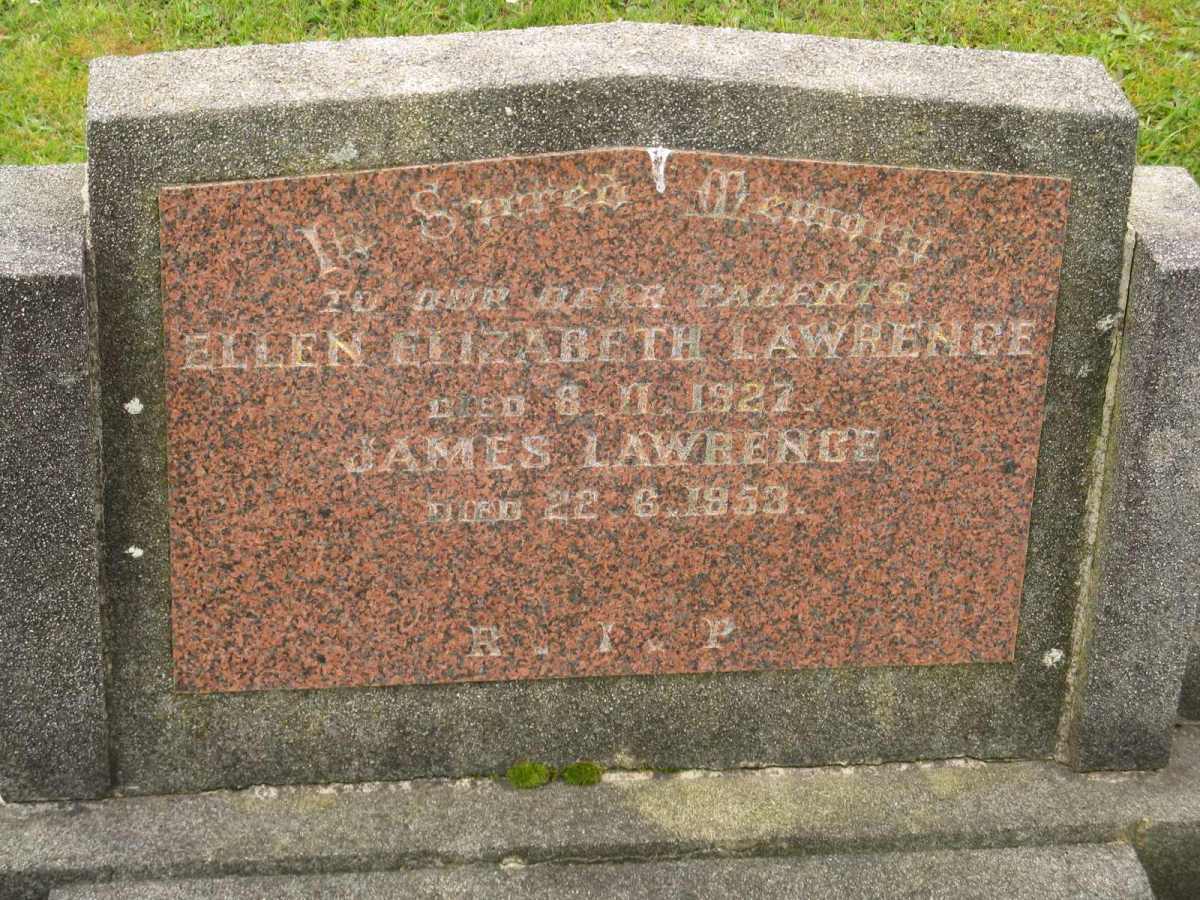 In Sacred Memory
TO OUR DEAR PARENTS
ELLEN ELIZABETH LAWRENCE
DIED 8. 11. 1927.
JAMES LAWRENCE
DIED 22. 6. 1953.
R. I. P